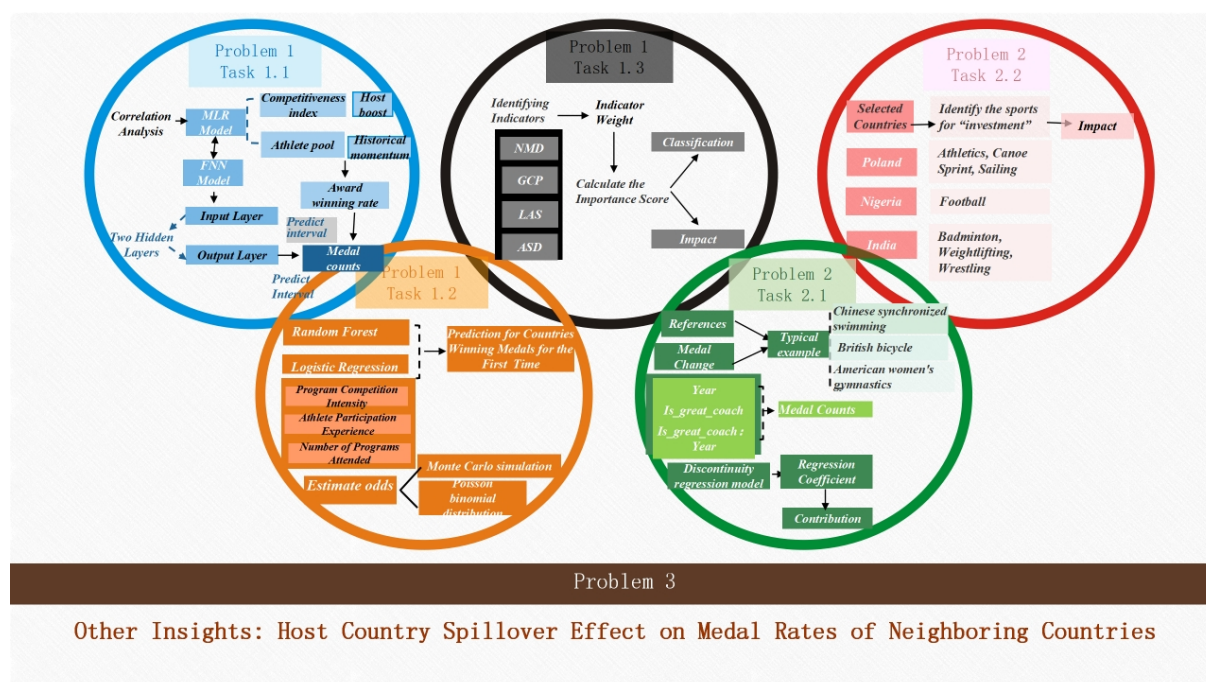 Problem 1
Task 1.1
Correlation
Analysis
MLR
Model
Competitiveness
index
Host
boost
Athlete pool
Historical
momentum
FNN
Model
Award
winning rate
Input Layer
Two Hidden
Layers
Output Layer
Predict
interval
Medal
counts
Predict
Interval
Problem 1
Task 1.3
Identifying
Indicators
Indicator
Weight
NMD
GCP
LAS
ASD
Classification
Calculate the
Importance Score
Impact
Problem 2
Task 2.2
Selected
Countries
Identify the sports
for “investment”
Impact
Poland
Athletics, Canoe
Sprint, Sailing
Nigeria
Football
India
Badminton,
Weightlifting,
Wrestling
Problem 1
Task 1.2
Random Forest
Logistic Regression
Prediction for Countries
Winning Medals for the
First Time
Program Competition
Intensity
Athlete Participation
Experience
Number of Programs
Attended
Estimate odds
Monte Carlo simulation
Poisson
binomial
distribution
Problem 2
Task 2.1
References
Medal
Change
Typical
example
Chinese synchronized
swimming
British bicycle
American women's
gymnastics
Year
Is_great_coach
Is_great_coach :
Year
Medal Counts
Discontinuity
regression model
Regression
Coefficient
Contribution
Problem 3
Other Insights: Host Country Spillover Effect on Medal Rates of Neighboring Countries